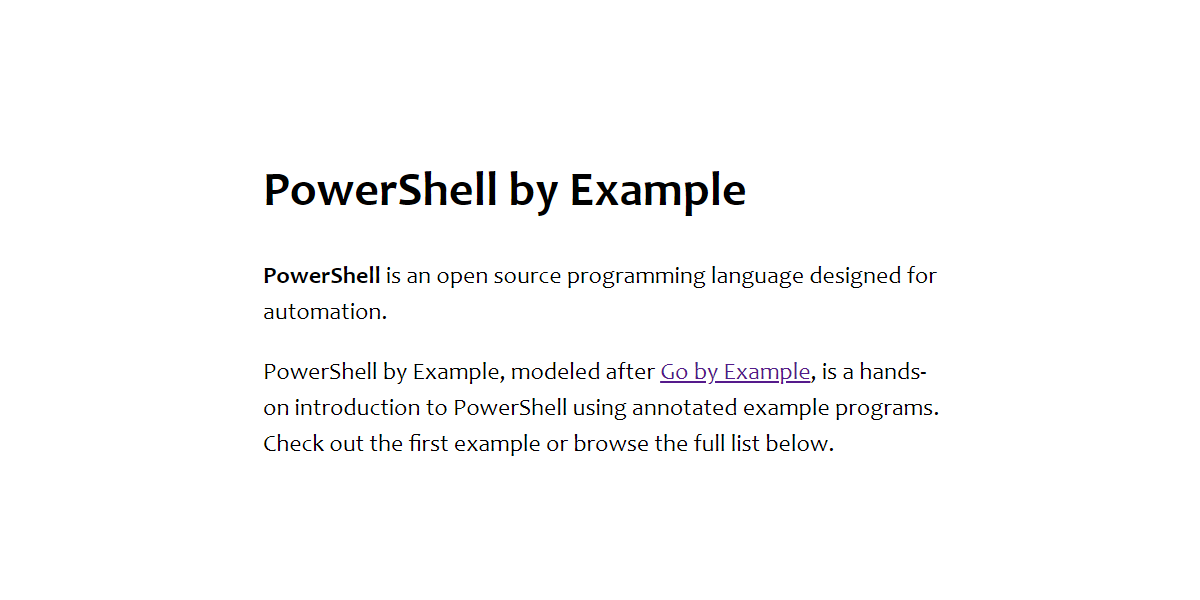 PowerShell by Example
PowerShell is an open source programming language designed for
automation.
PowerShell by Example, modeled after Go by Example, is a hands-
on introduction to PowerShell using annotated example programs.
Check out the first example or browse the full list below.